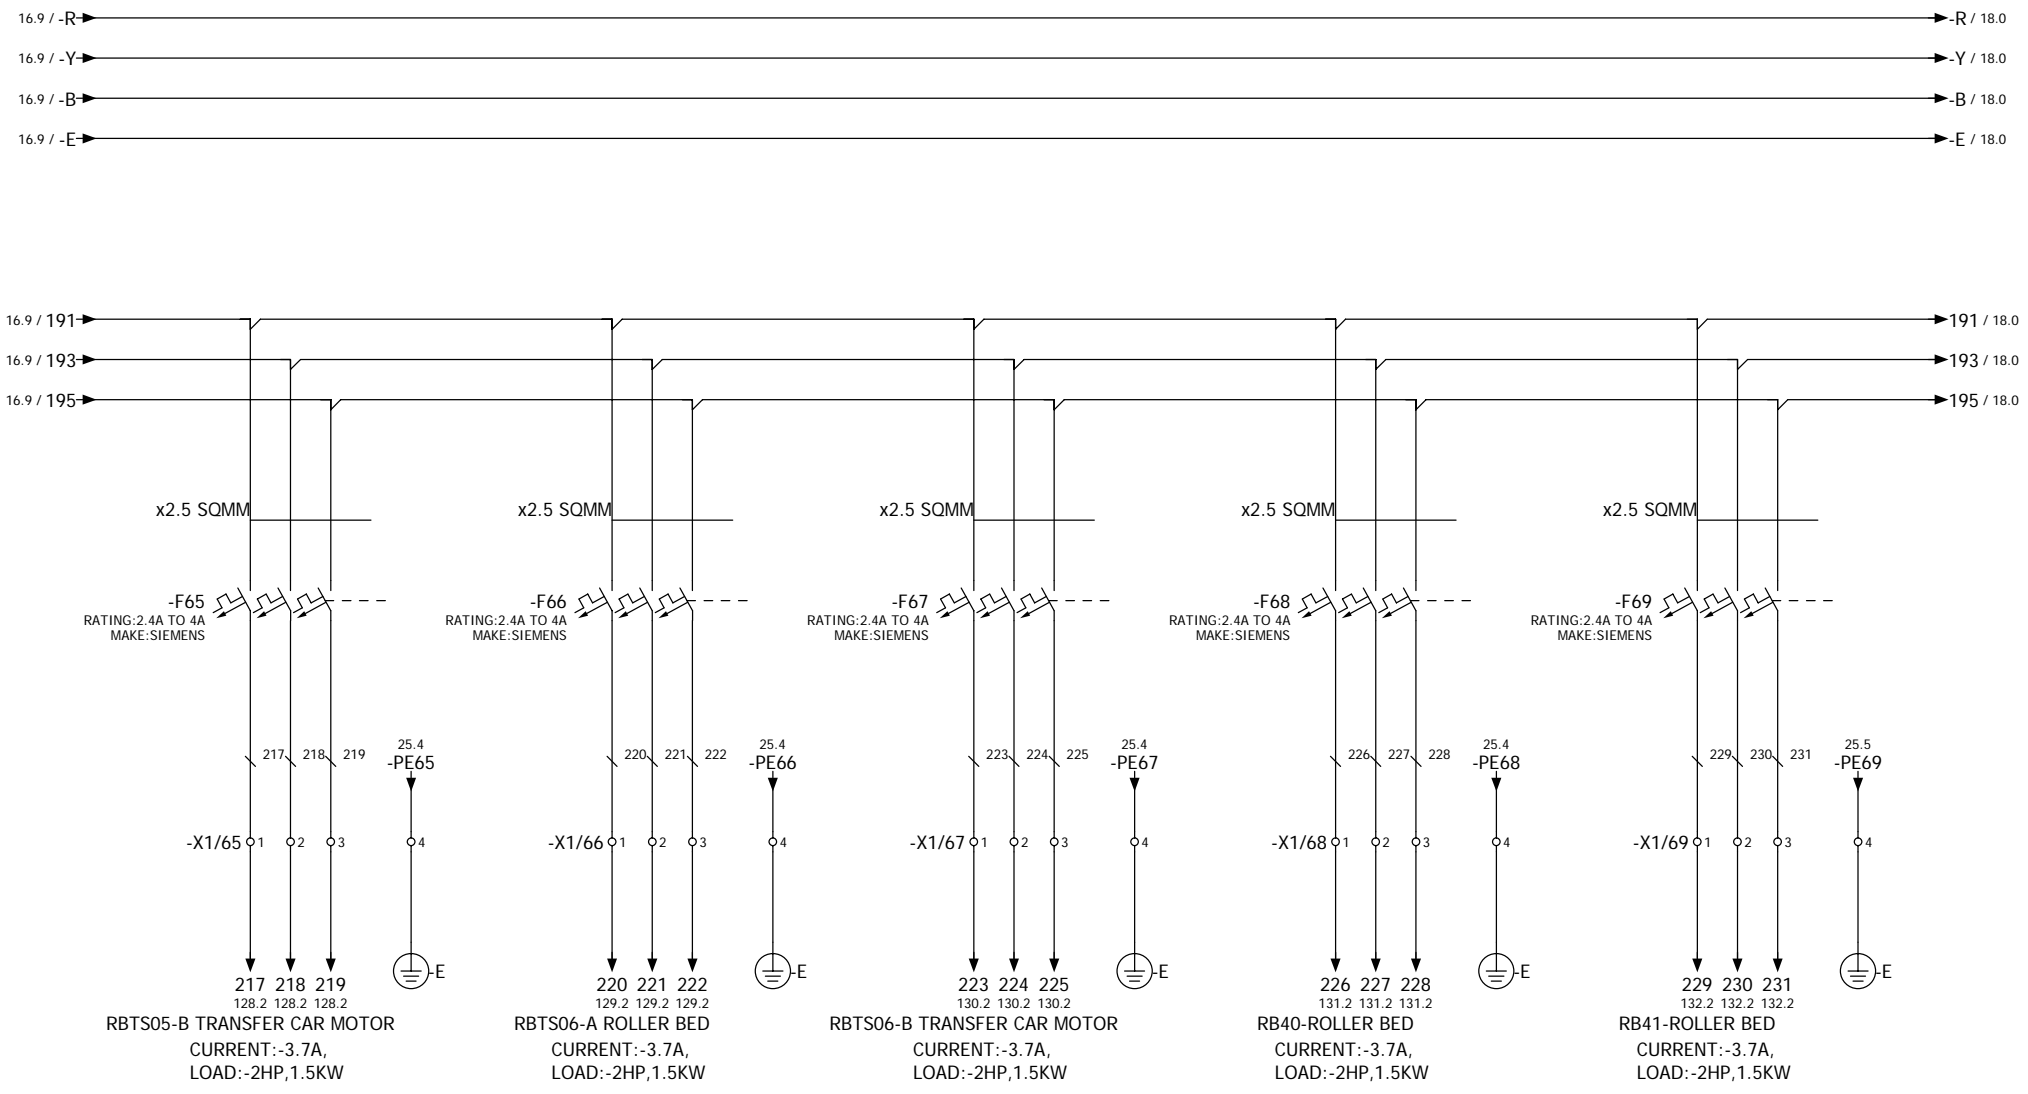 16.9 / -R -R / 18.0
16.9 / -Y -Y / 18.0
16.9 / -B -B / 18.0
16.9 / -E -E / 18.0
16.9 / 191 191 / 18.0
16.9 / 193 193 / 18.0
16.9 / 195 195 / 18.0
x2.5 SQMM x2.5 SQMM x2.5 SQMM x2.5 SQMM x2.5 SQMM
-F65 -F66 -F67 -F68 -F69
RATING:2.4A TO 4A RATING:2.4A TO 4A RATING:2.4A TO 4A RATING:2.4A TO 4A RATING:2.4A TO 4A
MAKE:SIEMENS MAKE:SIEMENS MAKE:SIEMENS MAKE:SIEMENS MAKE:SIEMENS
25.4 25.4 25.4 25.4 25.5
217 218 219 220 221 222 223 224 225 226 227 228 229 230 231
-PE65 -PE66 -PE67 -PE68 -PE69
-X1/65 1 2 3 4 -X1/66 1 2 3 4 -X1/67 1 2 3 4 -X1/68 1 2 3 4 -X1/69 1 2 3 4
-E -E -E -E -E
217 218 219 220 221 222 223 224 225 226 227 228 229 230 231
128.2 128.2 128.2 129.2 129.2 129.2 130.2 130.2 130.2 131.2 131.2 131.2 132.2 132.2 132.2
RBTS05-B TRANSFER CAR MOTOR RBTS06-A ROLLER BED RBTS06-B TRANSFER CAR MOTOR RB40-ROLLER BED RB41-ROLLER BED
CURRENT:-3.7A, CURRENT:-3.7A, CURRENT:-3.7A, CURRENT:-3.7A, CURRENT:-3.7A,
LOAD:-2HP,1.5KW LOAD:-2HP,1.5KW LOAD:-2HP,1.5KW LOAD:-2HP,1.5KW LOAD:-2HP,1.5KW